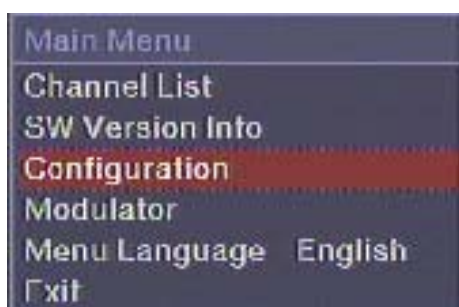 Main Menu
Channel List
SW Version Info
Configuration
Modulator
Menu Language English
Exit